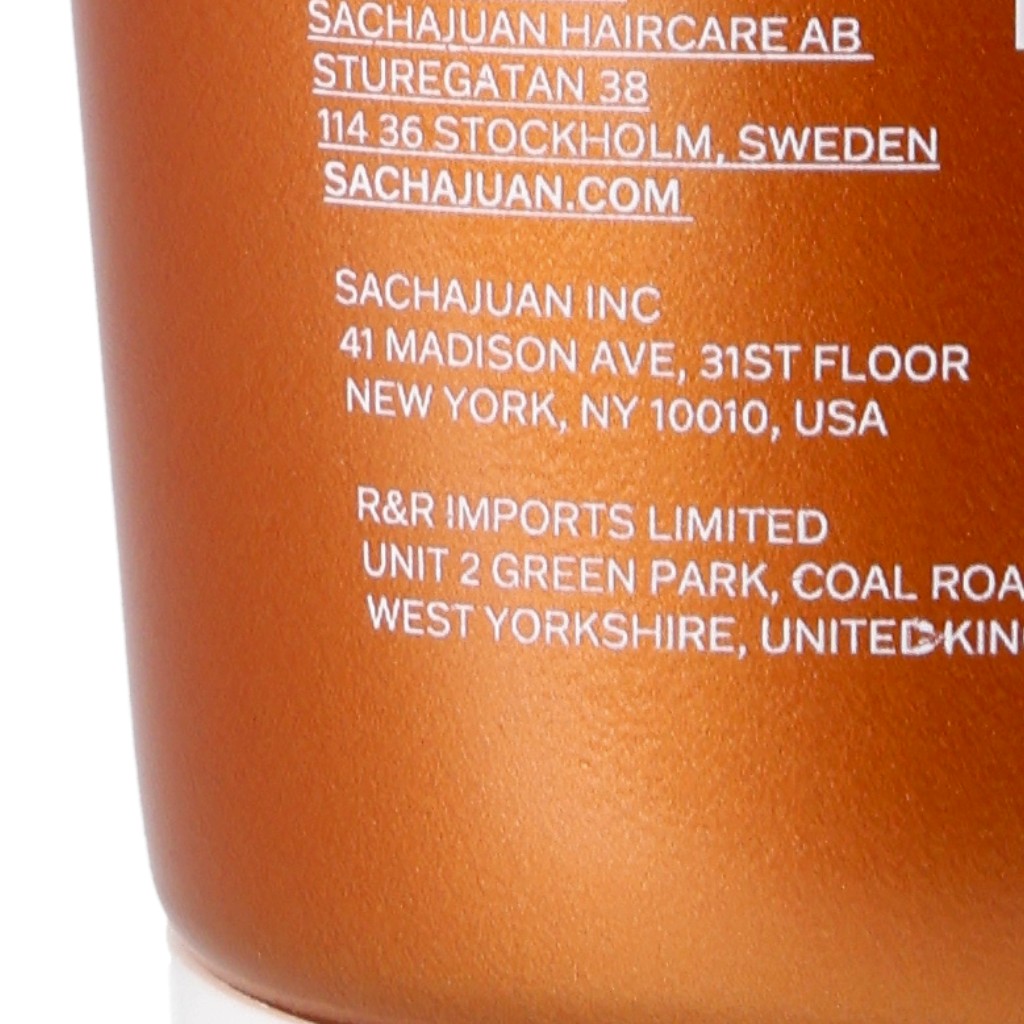 SACHAJUAN HAIRCARE AB
STUREGATAN 38
114 36 STOCKHOLM, SWEDEN
SACHAJUAN.COM
SACHAJUAN INC
41 MADISON AVE, 31ST FLOOR
NEW YORK, NY 10010, USA
R&R IMPORTS LIMITED
UNIT 2 GREEN PARK, COAL
WEST YORKSHIRE, UNITED